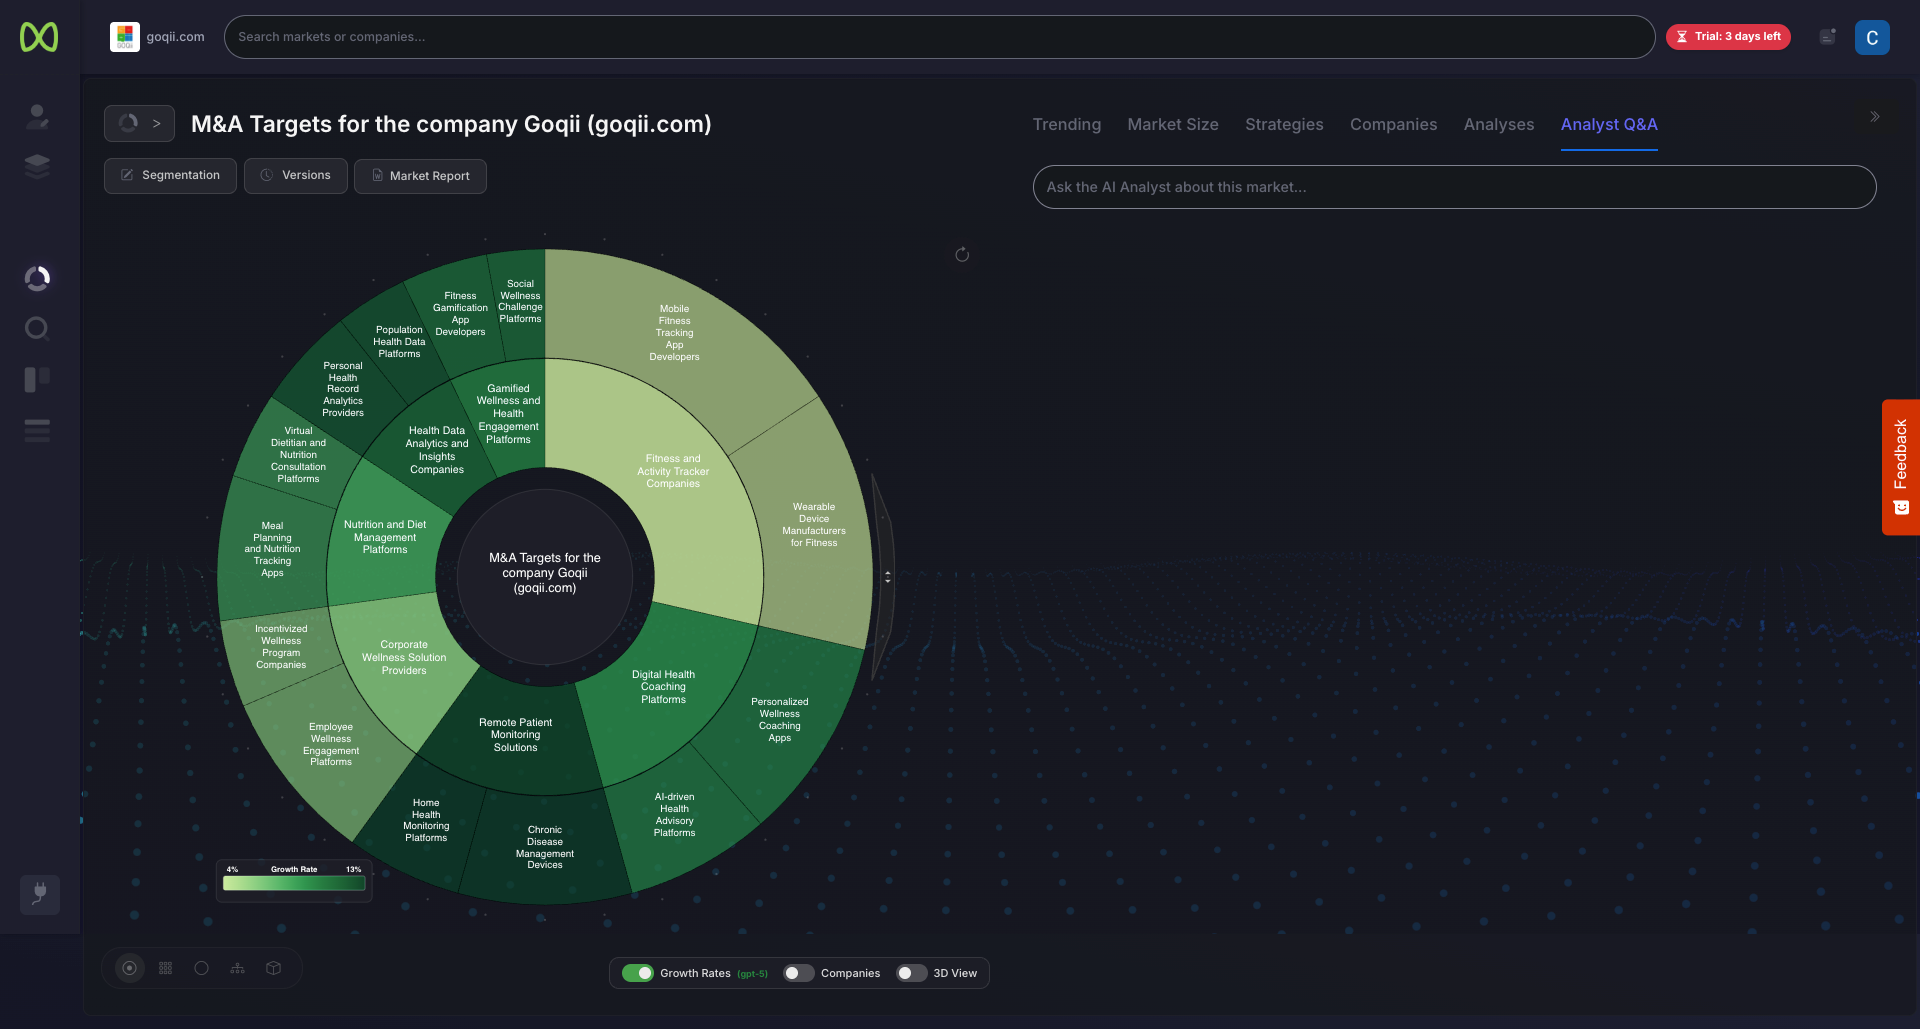 goqii.com
Search markets or companies...
Trial: 3 days left
C
M&A Targets for the company Goqii (goqii.com)
Segmentation
Versions
Market Report
Trending
Market Size
Strategies
Companies
Analyses
Analyst Q&A
Ask the AI Analyst about this market...
Social
Wellness
Challenge
Platforms
Fitness
Gamification
App
Developers
Population
Health Data
Platforms
Personal
Health
Record
Analytics
Providers
Virtual
Dietitian and
Nutrition
Consultation
Platforms
Meal
Planning
and Nutrition
Tracking
Apps
Incentivized
Wellness
Program
Companies
Employee
Wellness
Engagement
Platforms
Home
Health
Monitoring
Platforms
Chronic
Disease
Management
Devices
AI-driven
Health
Advisory
Platforms
Personalized
Wellness
Coaching
Apps
Wearable
Device
Manufacturers
for Fitness
Mobile
Fitness
Tracking
App
Developers
Gamified
Wellness and
Health
Engagement
Platforms
Health Data
Analytics and
Insights
Companies
Nutrition and Diet
Management
Platforms
Corporate
Wellness Solution
Providers
Remote Patient
Monitoring
Solutions
Digital Health
Coaching
Platforms
Fitness and
Activity Tracker
Companies
M&A Targets for the
company Goqii
(goqii.com)
Feedback
4% Growth Rate 13%
Growth Rates (gpt-5)
Companies
3D View